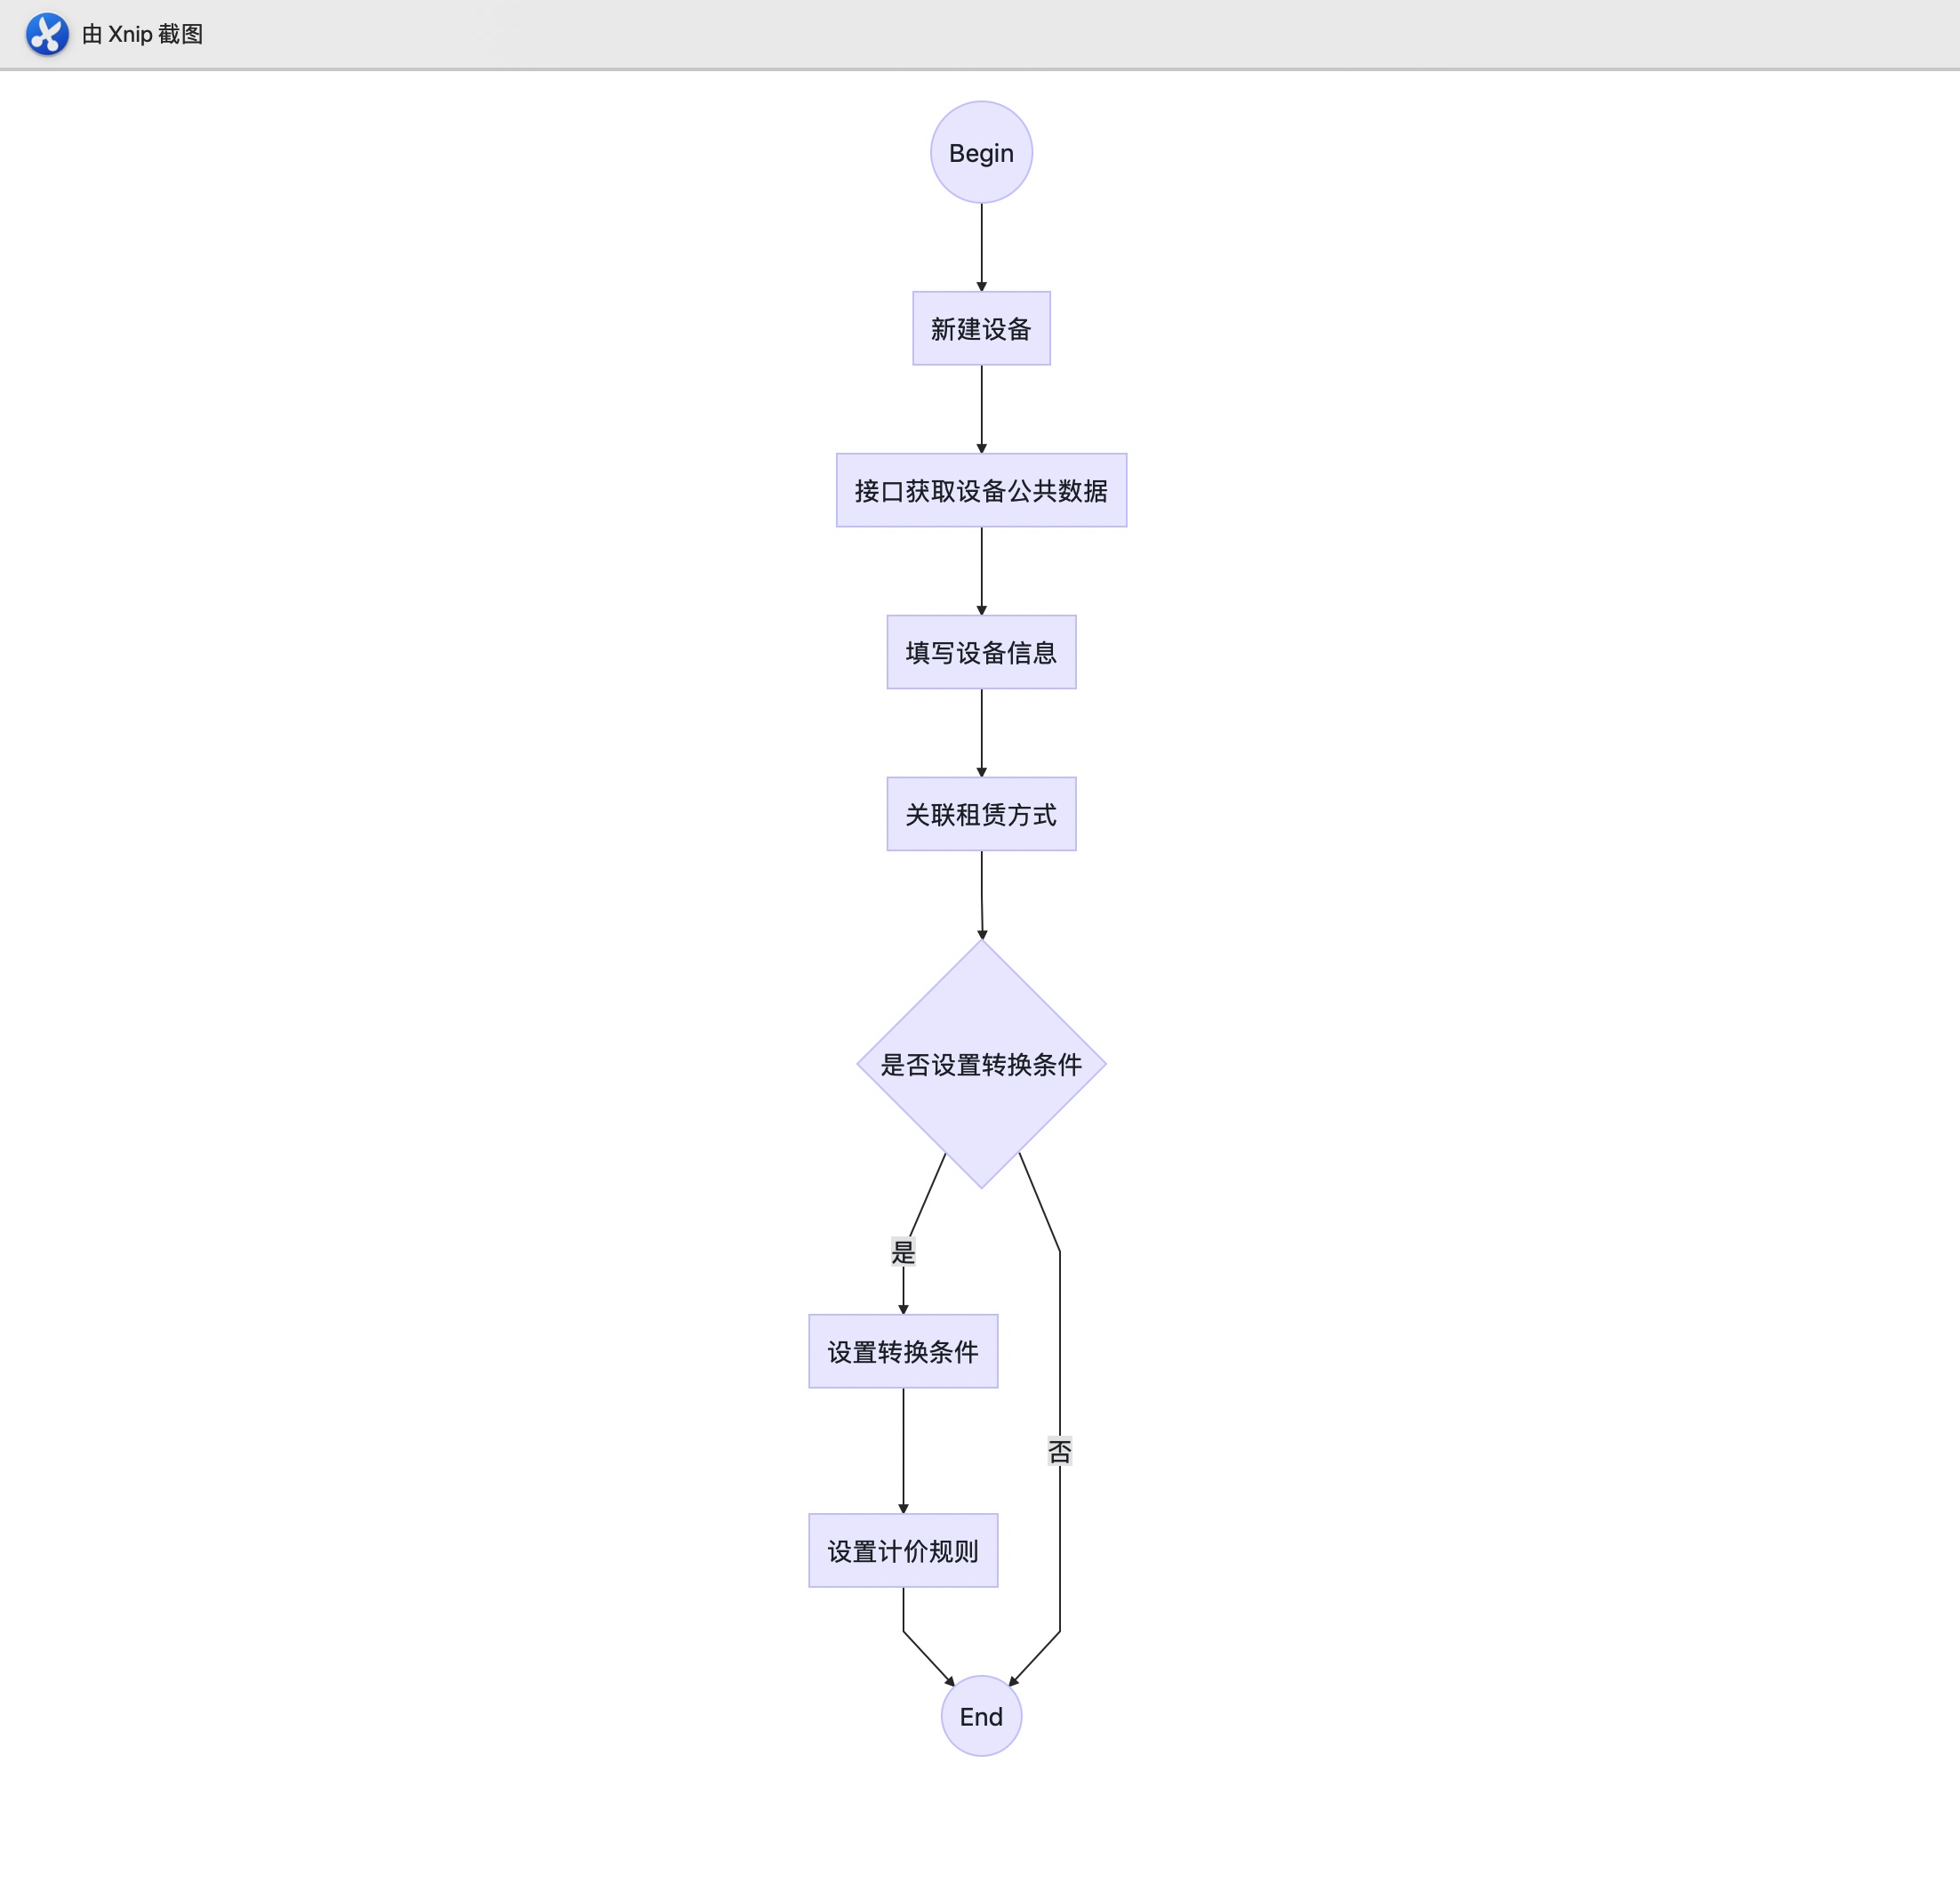 由 Xnip 截图
Begin
新建设备
接口获取设备公共数据
填写设备信息
关联租赁方式
是否设置转换条件
是
设置转换条件
否
设置计价规则
End